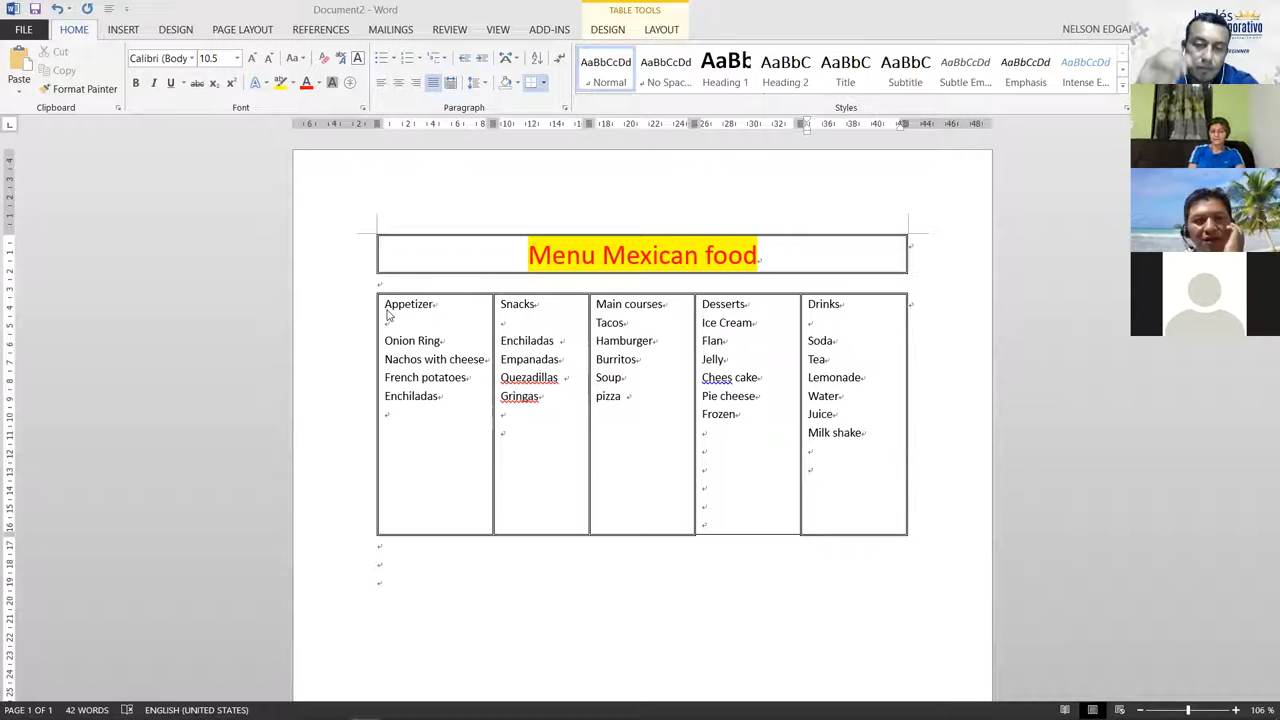 Document2 - Word
TABLE TOOLS
FILE
HOME
INSERT
DESIGN
PAGE LAYOUT
REFERENCES
MAILINGS
REVIEW
VIEW
ADD-INS
DESIGN
LAYOUT
NELSON EDGAR
Paste
Cut
Copy
Format Painter
Clipboard
Calibri (Body
10.5
Font
Paragraph
AaBbCcDd
Normal
AaBbCcDd
No Spac...
AaBbC
Heading 1
AaBbC
Heading 2
AaBbC
Title
AaBbC
Subtitle
AaBbCcDd
Subtle Em...
AaBbCcDd
Emphasis
AaBbCcDd
Intense E...
Styles
Menu Mexican food
Appetizer
Onion Ring
Nachos with cheese
French potatoes
Enchiladas
Snacks
Enchiladas
Empanadas
Quezadillas
Gringas
Main courses
Tacos
Hamburger
Burritos
Soup
pizza
Desserts
Ice Cream
Flan
Jelly
Chees cake
Pie cheese
Frozen
Drinks
Soda
Tea
Lemonade
Water
Juice
Milk shake
PAGE 1 OF 1
42 WORDS
ENGLISH (UNITED STATES)
106 %